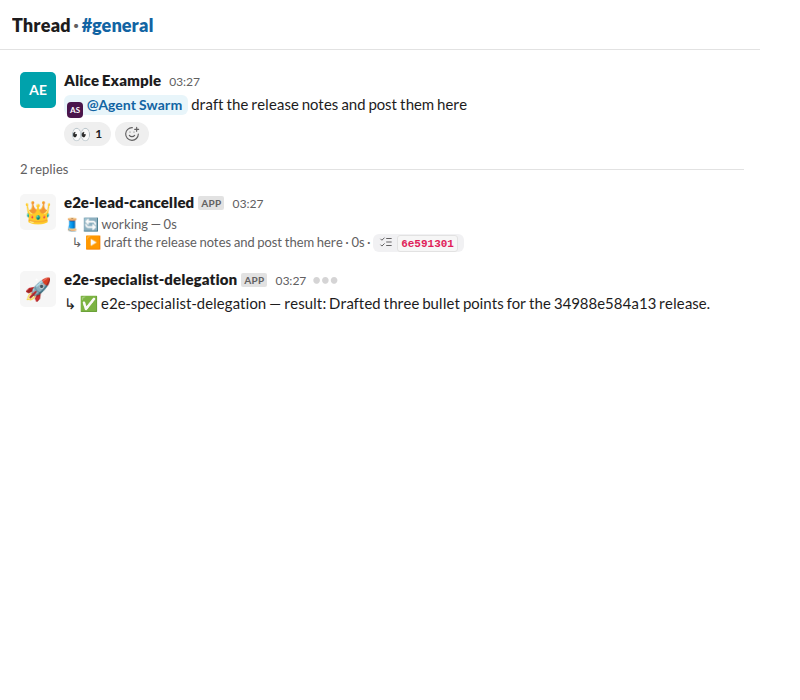 Thread • #general
AE
Alice Example 03:27
AS @Agent Swarm draft the release notes and post them here
👀 1
2 replies
e2e-lead-cancelled APP 03:27
🧵 🔄 working — 0s
↳ ▶️ draft the release notes and post them here · 0s · 6e591301
e2e-specialist-delegation APP 03:27
↳ ✅ e2e-specialist-delegation — result: Drafted three bullet points for the 34988e584a13 release.